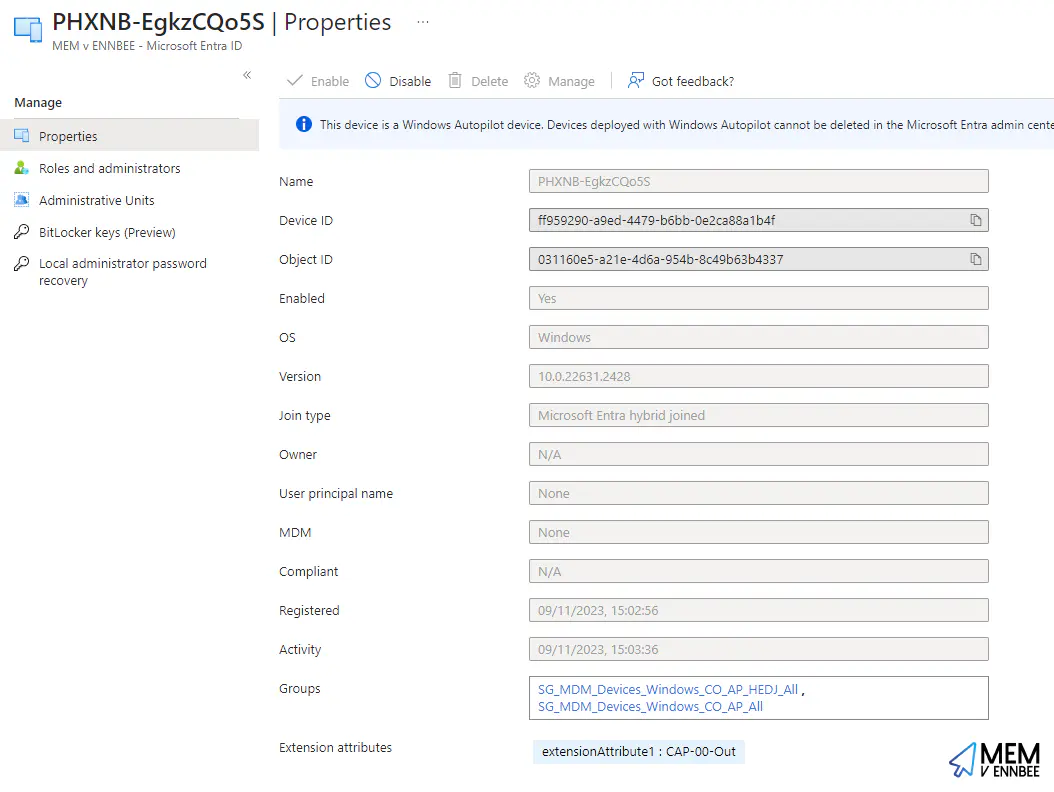 PHXNB-EgkzCQo5S | Properties ...
MEM v ENNBEE - Microsoft Entra ID
«
Manage
Properties
Roles and administrators
Administrative Units
BitLocker keys (Preview)
Local administrator password
recovery
Enable Disable Delete Manage Got feedback?
This device is a Windows Autopilot device. Devices deployed with Windows Autopilot cannot be deleted in the Microsoft Entra admin cente
Name PHXNB-EgkzCQo5S
Device ID ff959290-a9ed-4479-b6bb-0e2ca88a1b4f
Object ID 031160e5-a21e-4d6a-954b-8c49b63b4337
Enabled Yes
OS Windows
Version 10.0.22631.2428
Join type Microsoft Entra hybrid joined
Owner N/A
User principal name None
MDM None
Compliant N/A
Registered 09/11/2023, 15:02:56
Activity 09/11/2023, 15:03:36
Groups SG_MDM_Devices_Windows_CO_AP_HEDJ_All ,
SG_MDM_Devices_Windows_CO_AP_All
Extension attributes extensionAttribute1 : CAP-00-Out
MEM
V ENNBEE